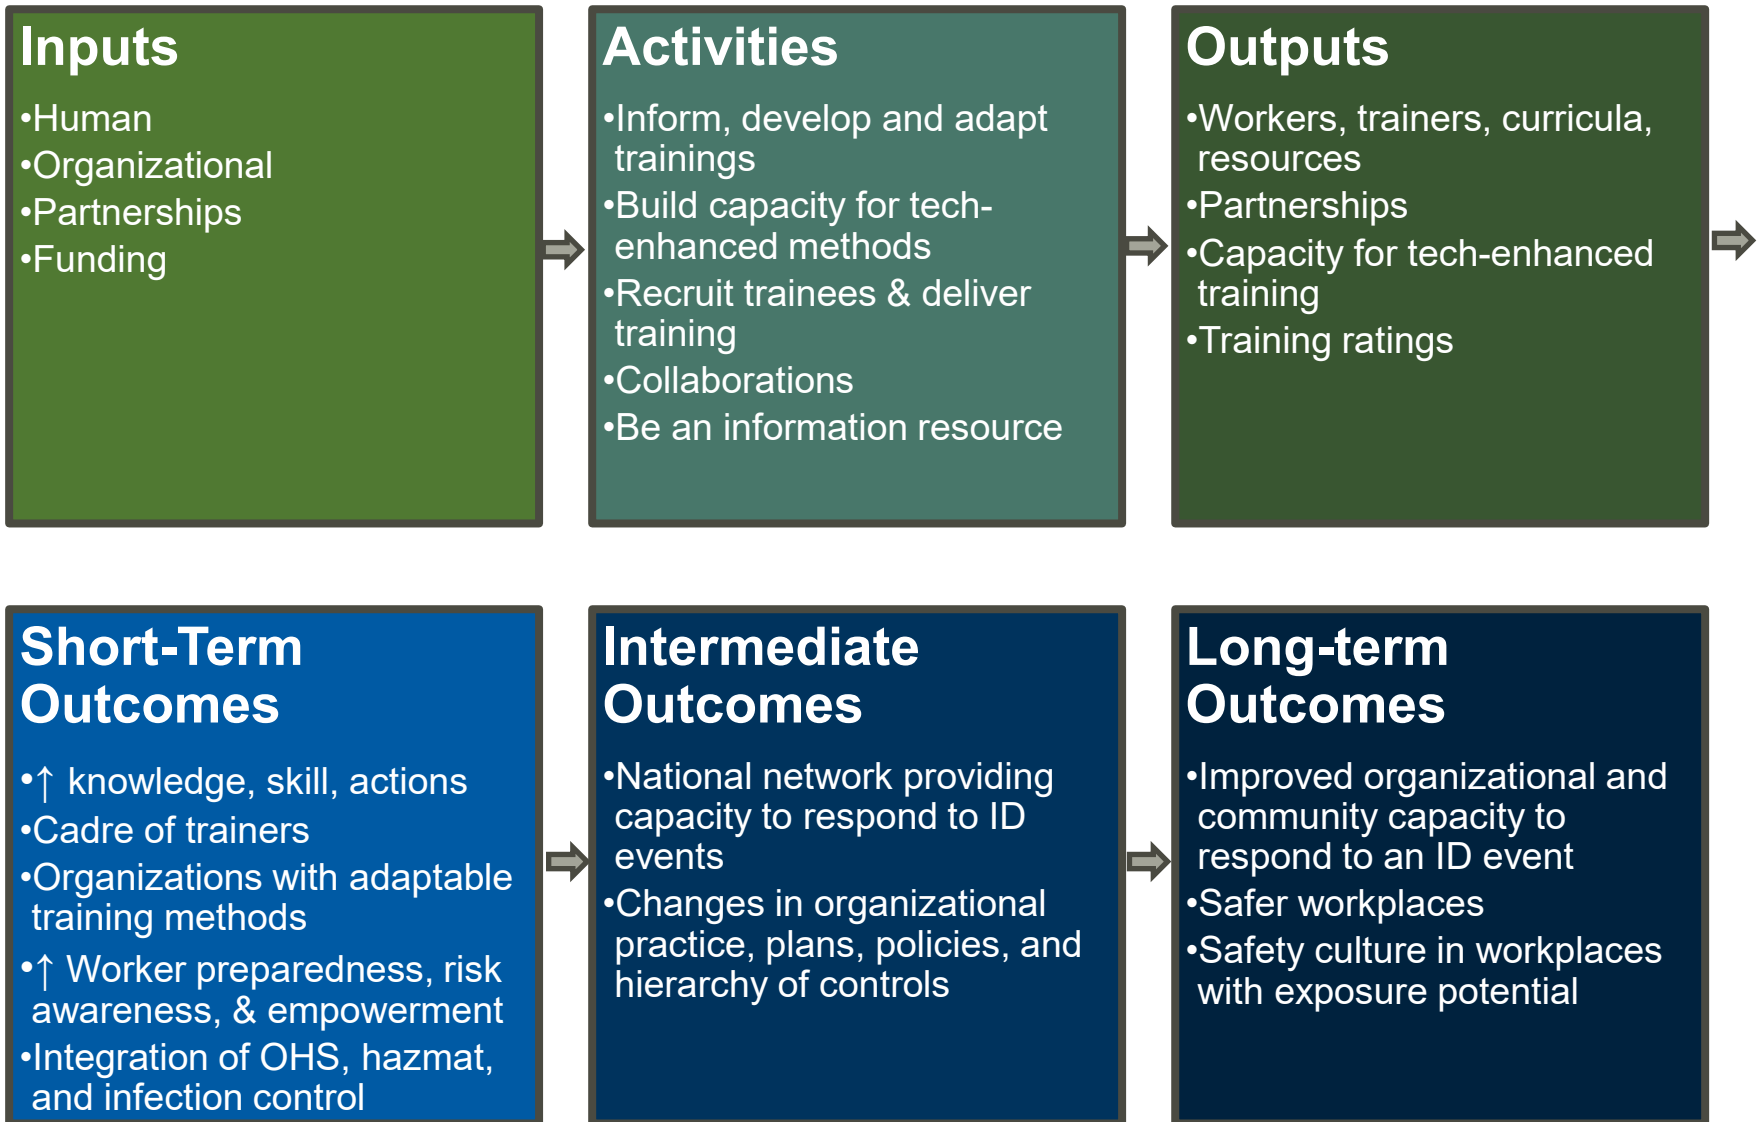 Inputs
•Human
•Organizational
•Partnerships
•Funding
Activities
•Inform, develop and adapt
trainings
•Build capacity for tech-
enhanced methods
•Recruit trainees & deliver
training
•Collaborations
•Be an information resource
Outputs
•Workers, trainers, curricula,
resources
•Partnerships
•Capacity for tech-enhanced
training
•Training ratings
Short-Term
Outcomes
•↑ knowledge, skill, actions
•Cadre of trainers
•Organizations with adaptable
training methods
•↑ Worker preparedness, risk
awareness, & empowerment
•Integration of OHS, hazmat,
and infection control
Intermediate
Outcomes
•National network providing
capacity to respond to ID
events
•Changes in organizational
practice, plans, policies, and
hierarchy of controls
Long-term
Outcomes
•Improved organizational and
community capacity to
respond to an ID event
•Safer workplaces
•Safety culture in workplaces
with exposure potential